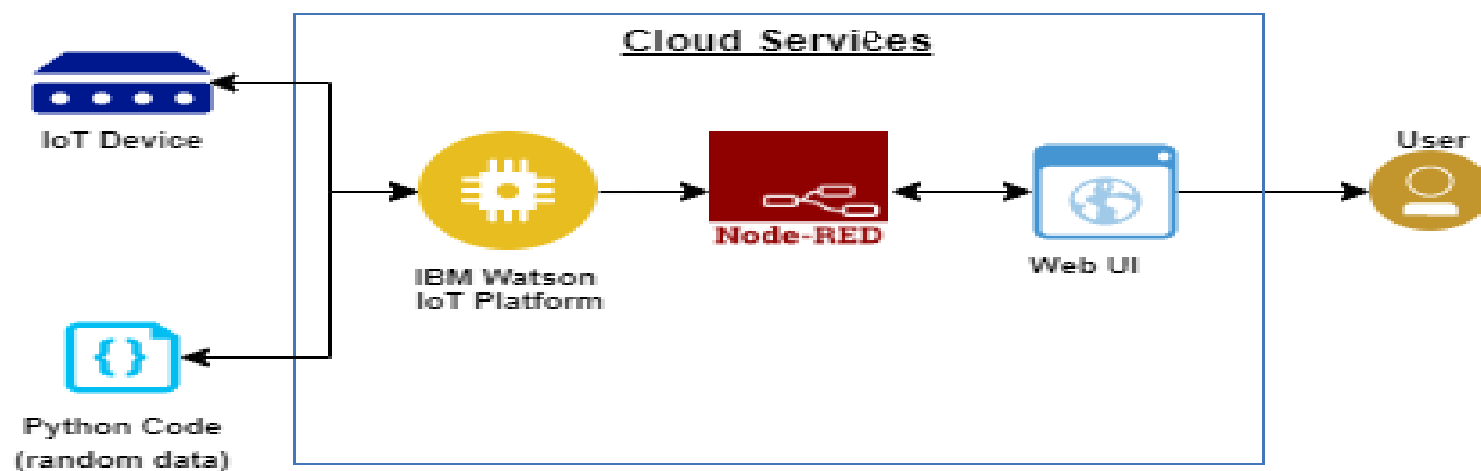 Cloud Services
IoT Device
User
Node-RED
IBM Watson
IoT Platform
Web UI
{ }
Python Code
(random data)